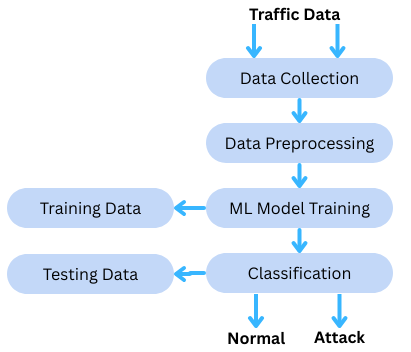 Traffic Data
Data Collection
Data Preprocessing
Training Data
ML Model Training
Testing Data
Classification
Normal
Attack